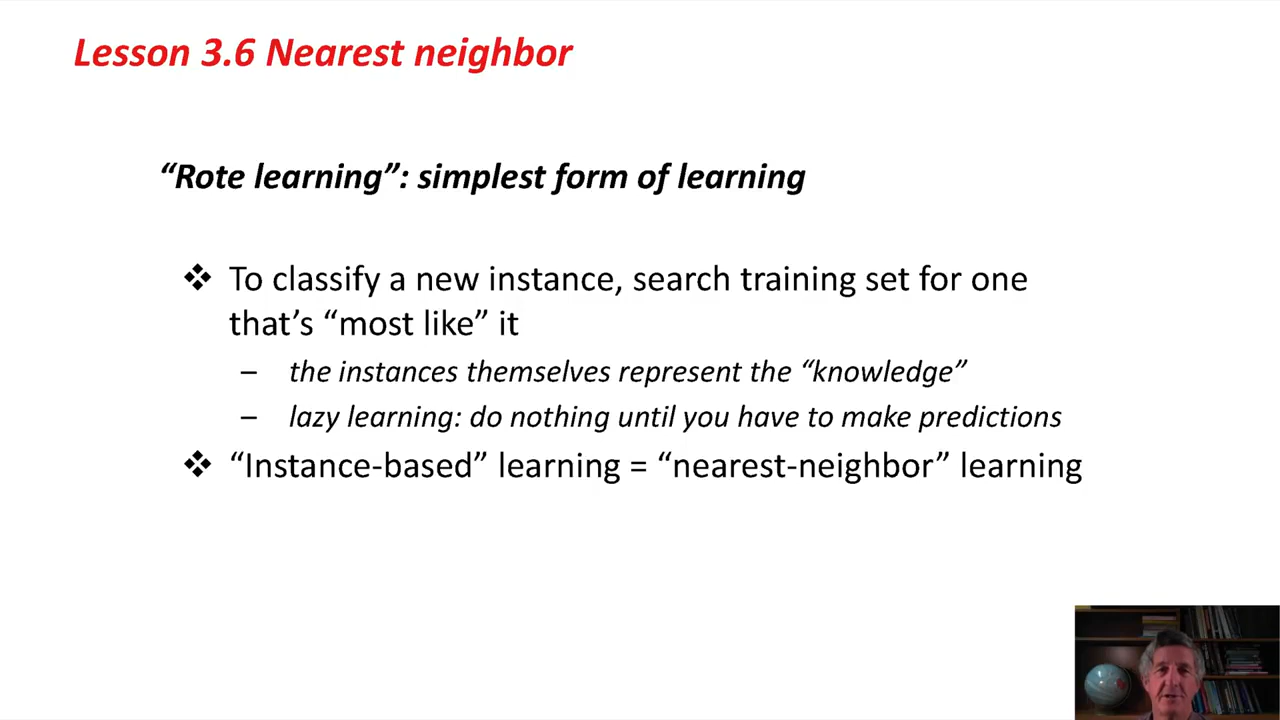 Lesson 3.6 Nearest neighbor
“Rote learning”: simplest form of learning
❖ To classify a new instance, search training set for one
that’s “most like” it
– the instances themselves represent the “knowledge”
– lazy learning: do nothing until you have to make predictions
❖ “Instance-based” learning = “nearest-neighbor” learning